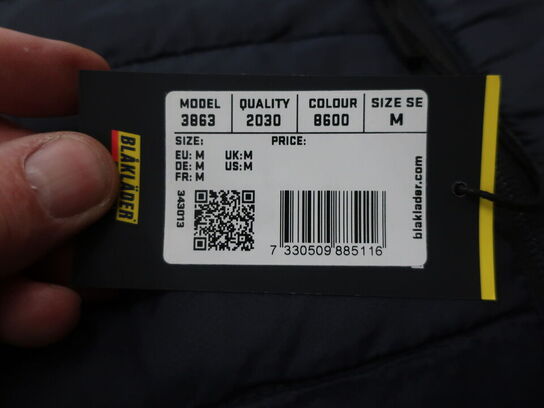 MODEL QUALITY COLOUR SIZE SE
3863 2030 8600 M
SIZE: PRICE:
EU: M UK: M
DE: M US: M
FR: M
343013
7 330509 885116
BLÅKLÄDER
blaklader.com